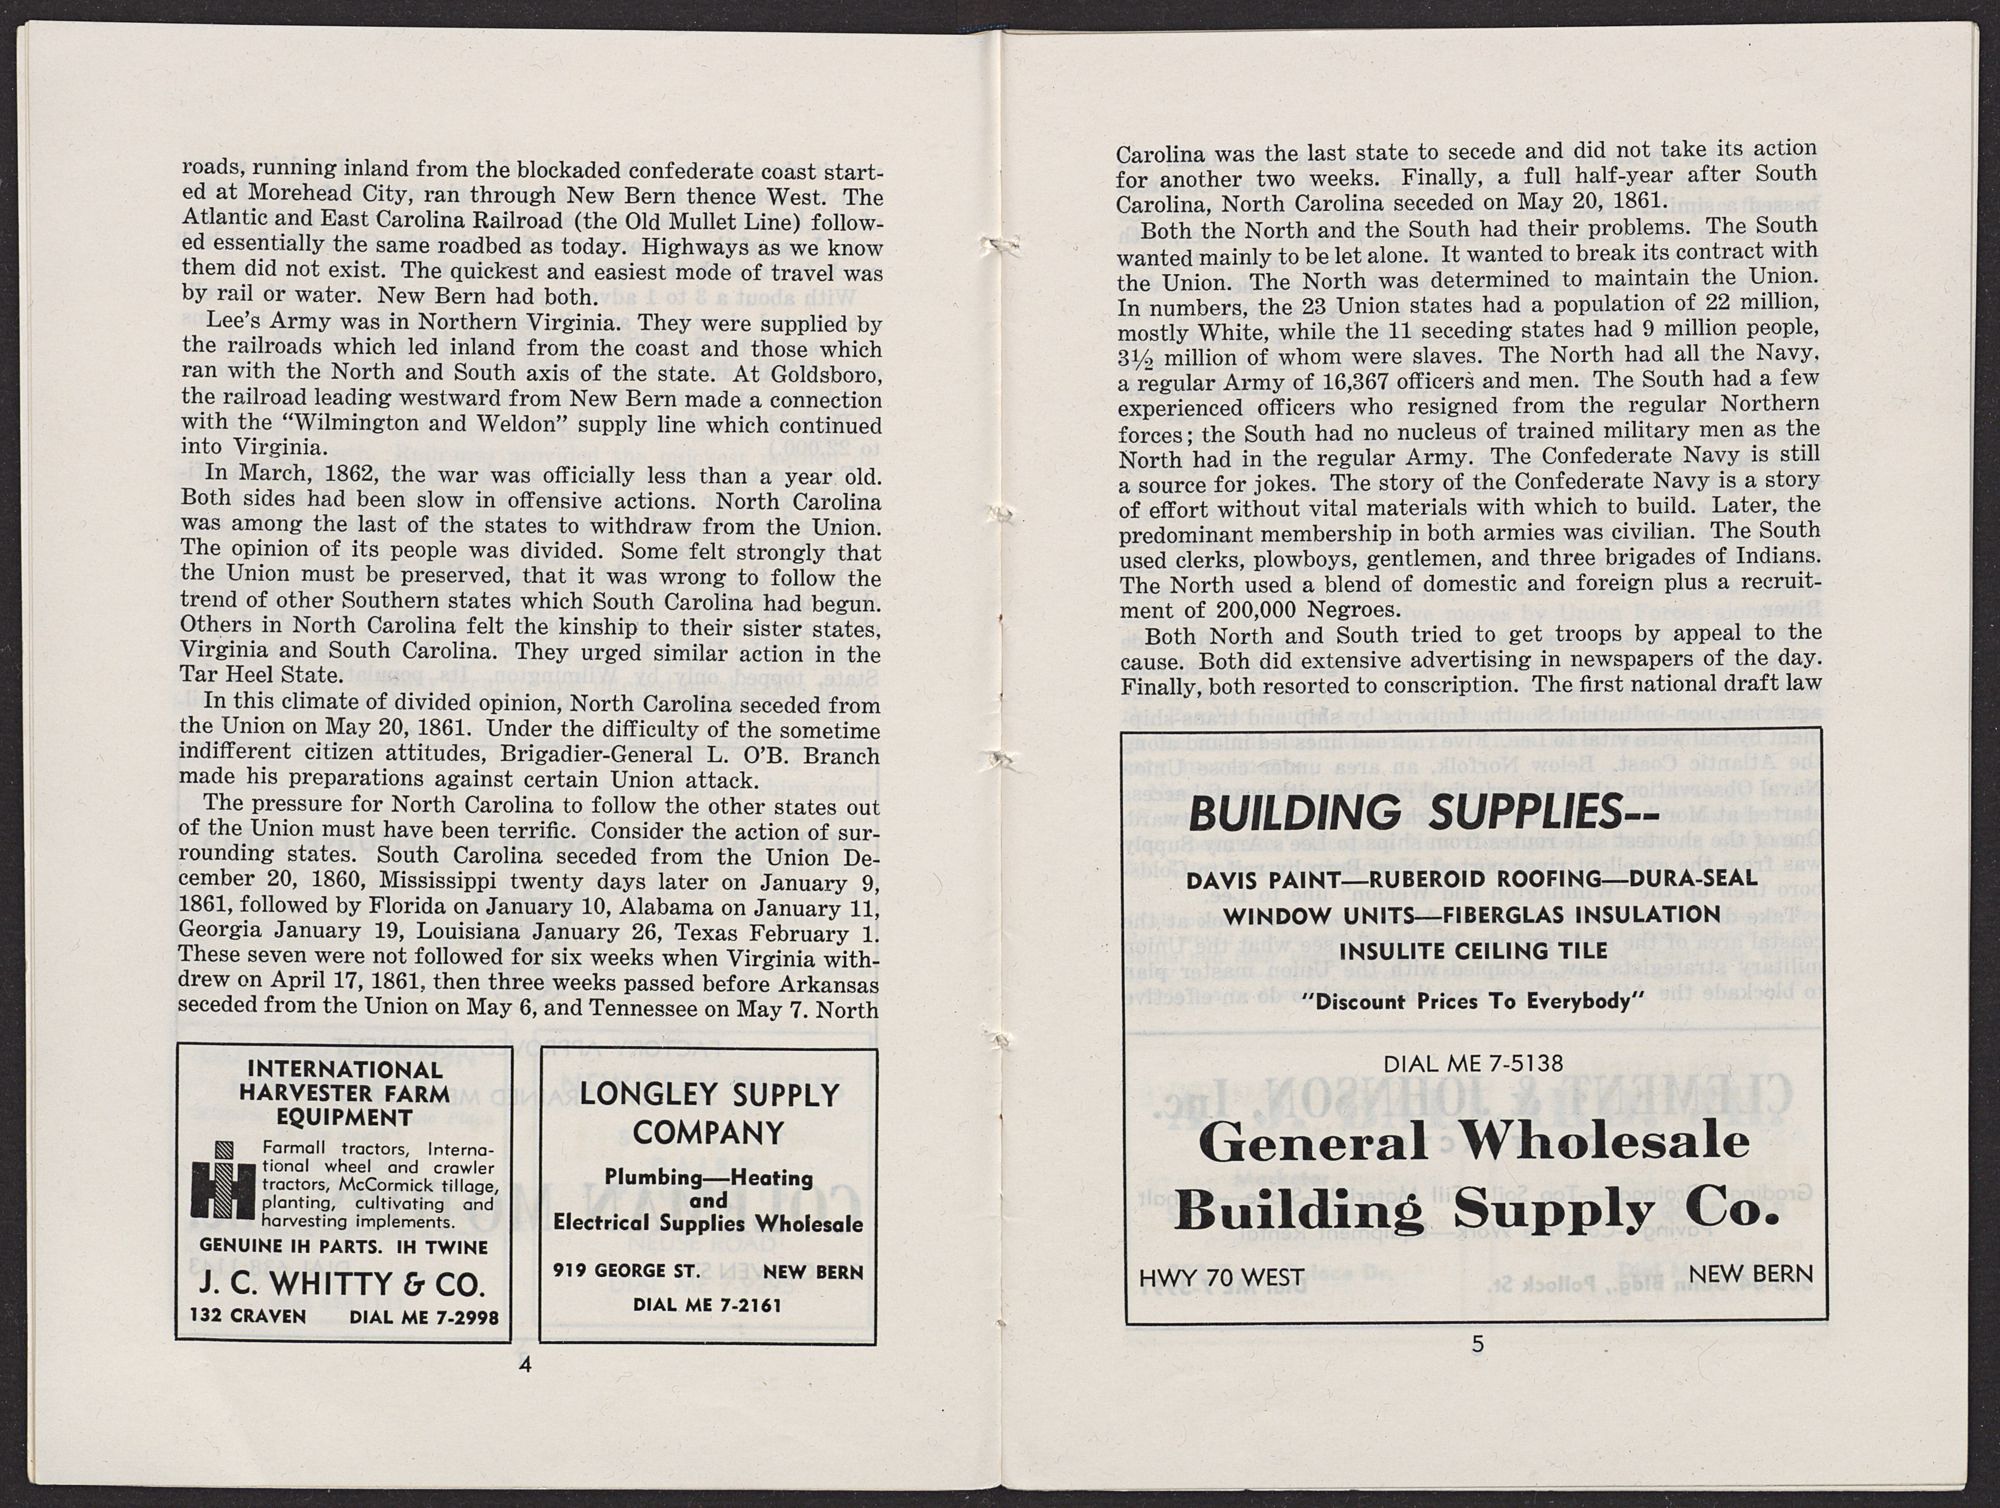 roads, running inland from the blockaded confederate coast start-
ed at Morehead City, ran through New Bern thence West. The
Atlantic and East Carolina Railroad (the Old Mullet Line) follow-
ed essentially the same roadbed as today. Highways as we know
them did not exist. The quickest and easiest mode of travel was
by rail or water. New Bern had both.
Lee's Army was in Northern Virginia. They were supplied by
the railroads which led inland from the coast and those which
ran with the North and South axis of the state. At Goldsboro,
the railroad leading westward from New Bern made a connection
with the "Wilmington and Weldon" supply line which continued
into Virginia.
In March, 1862, the war was officially less than a year old.
Both sides had been slow in offensive actions. North Carolina
was among the last of the states to withdraw from the Union.
The opinion of its people was divided. Some felt strongly that
the Union must be preserved, that it was wrong to follow the
trend of other Southern states which South Carolina had begun.
Others in North Carolina felt the kinship to their sister states,
Virginia and South Carolina. They urged similar action in the
Tar Heel State.
In this climate of divided opinion, North Carolina seceded from
the Union on May 20, 1861. Under the difficulty of the sometime
indifferent citizen attitudes, Brigadier-General L. O'B. Branch
made his preparations against certain Union attack.
The pressure for North Carolina to follow the other states out
of the Union must have been terrific. Consider the action of sur-
rounding states. South Carolina seceded from the Union De-
cember 20, 1860, Mississippi twenty days later on January 9,
1861, followed by Florida on January 10, Alabama on January 11,
Georgia January 19, Louisiana January 26, Texas February 1.
These seven were not followed for six weeks when Virginia with-
drew on April 17, 1861, then three weeks passed before Arkansas
seceded from the Union on May 6, and Tennessee on May 7. North
INTERNATIONAL
HARVESTER FARM
EQUIPMENT
Farmall tractors, Interna-
tional wheel and crawler
tractors, McCormick tillage,
planting, cultivating and
harvesting implements.
GENUINE IH PARTS. IH TWINE
J. C. WHITTY & CO.
132 CRAVEN DIAL ME 7-2998
LONGLEY SUPPLY
COMPANY
Plumbing—Heating
and
Electrical Supplies Wholesale
919 GEORGE ST. NEW BERN
DIAL ME 7-2161
4
Carolina was the last state to secede and did not take its action
for another two weeks. Finally, a full half-year after South
Carolina, North Carolina seceded on May 20, 1861.
Both the North and the South had their problems. The South
wanted mainly to be let alone. It wanted to break its contract with
the Union. The North was determined to maintain the Union.
In numbers, the 23 Union states had a population of 22 million,
mostly White, while the 11 seceding states had 9 million people,
3½ million of whom were slaves. The North had all the Navy,
a regular Army of 16,367 officers and men. The South had a few
experienced officers who resigned from the regular Northern
forces; the South had no nucleus of trained military men as the
North had in the regular Army. The Confederate Navy is still
a source for jokes. The story of the Confederate Navy is a story
of effort without vital materials with which to build. Later, the
predominant membership in both armies was civilian. The South
used clerks, plowboys, gentlemen, and three brigades of Indians.
The North used a blend of domestic and foreign plus a recruit-
ment of 200,000 Negroes.
Both North and South tried to get troops by appeal to the
cause. Both did extensive advertising in newspapers of the day.
Finally, both resorted to conscription. The first national draft law
BUILDING SUPPLIES--
DAVIS PAINT—RUBEROID ROOFING—DURA-SEAL
WINDOW UNITS—FIBERGLAS INSULATION
INSULITE CEILING TILE
"Discount Prices To Everybody"
DIAL ME 7-5138
General Wholesale
Building Supply Co.
HWY 70 WEST NEW BERN
5